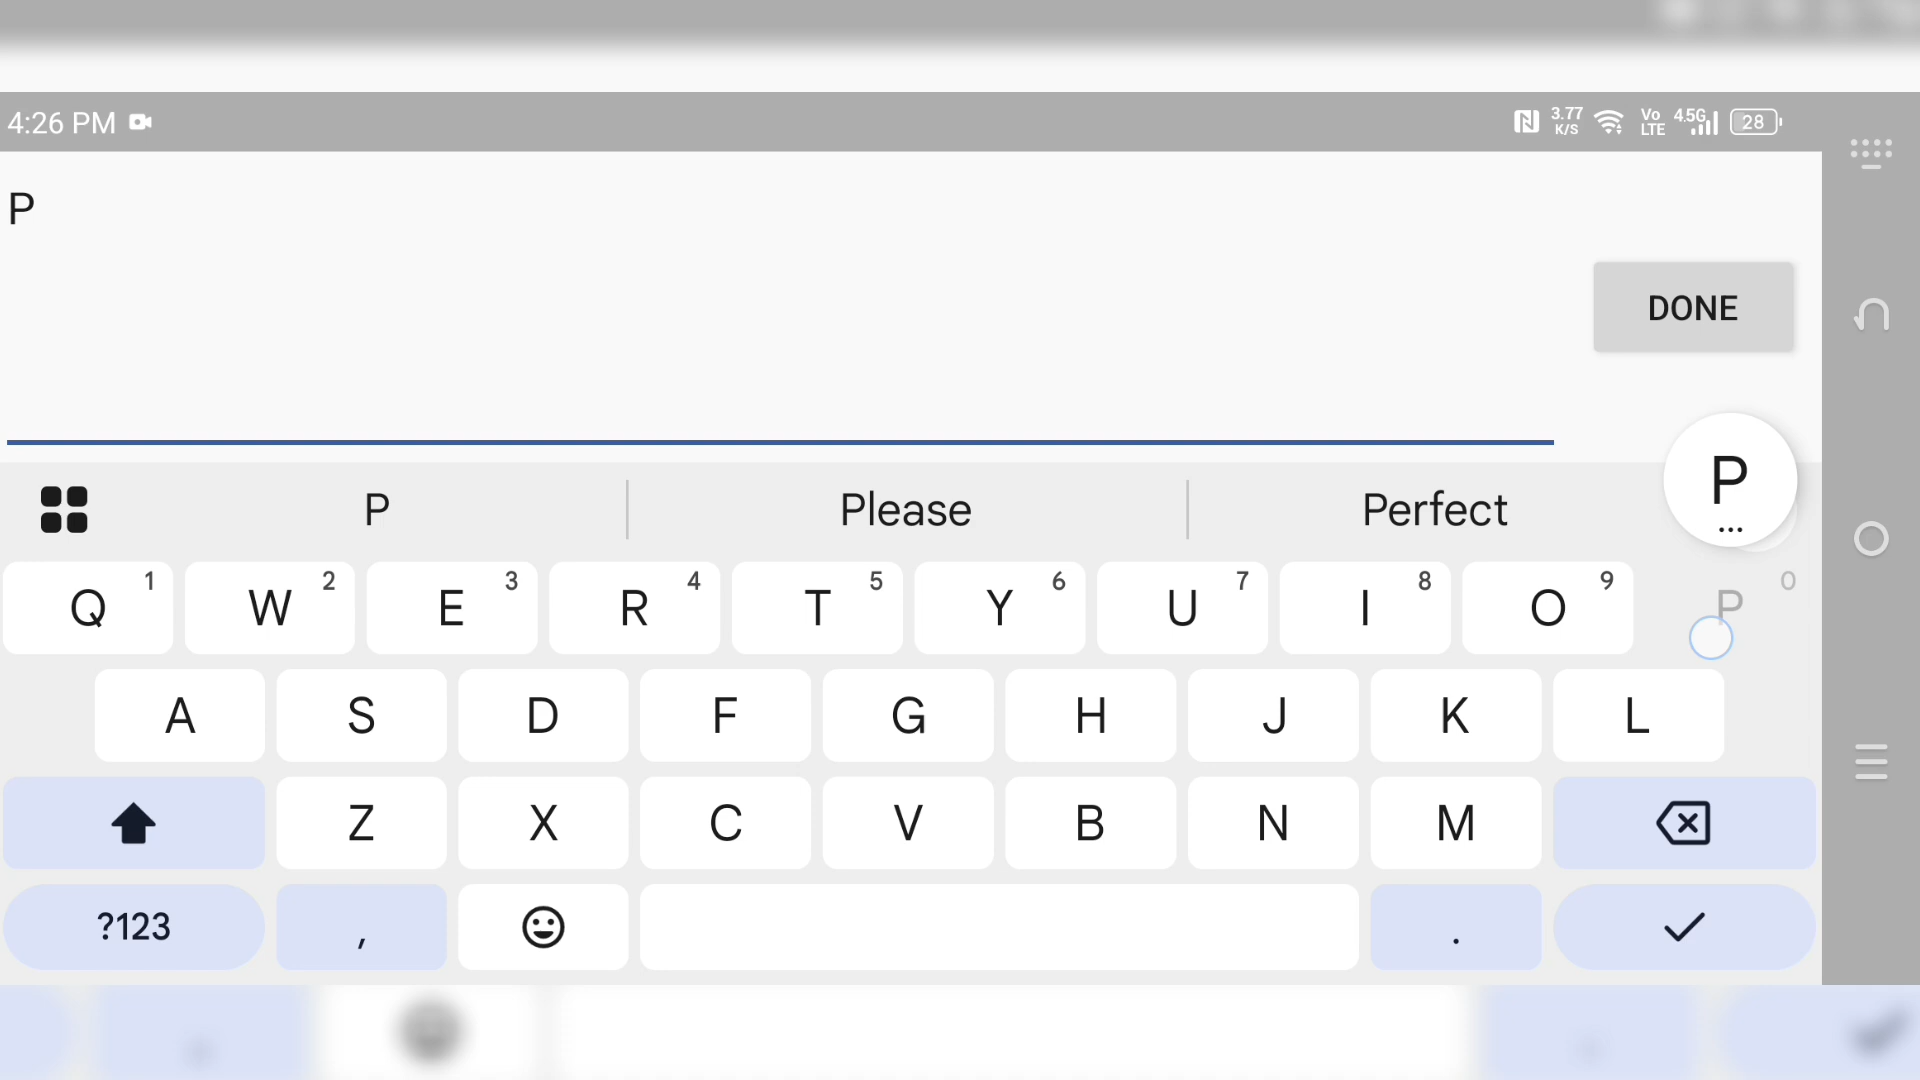 4:26 PM 3.77 K/S Vo LTE 4.5G 28
P
DONE
P Please Perfect P
...
Q 1 W 2 E 3 R 4 T 5 Y 6 U 7 I 8 O 9 P 0
A S D F G H J K L
Z X C V B N M
?123 , .